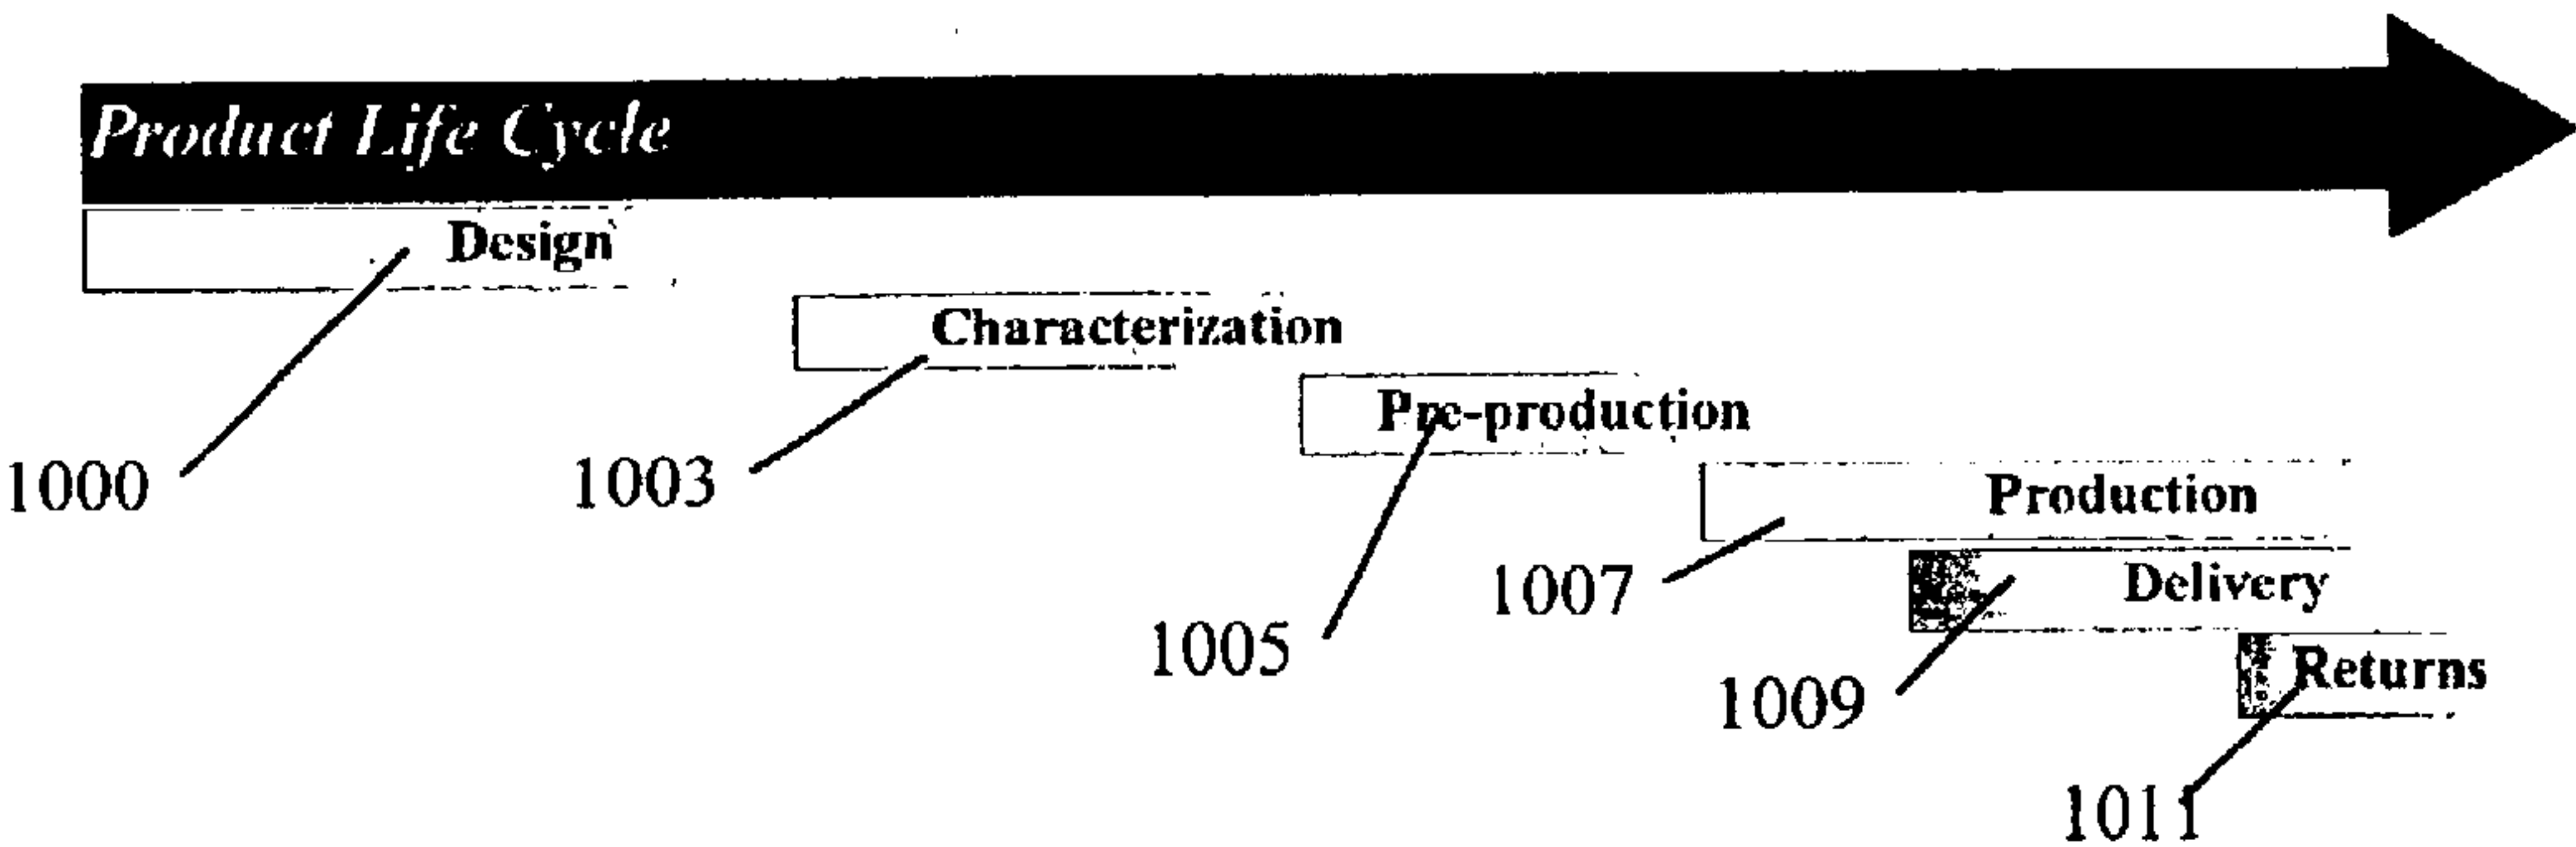 Product Life Cycle
Design
Characterization
Pre-production
Production
Delivery
Returns
1000
1003
1005
1007
1009
1011